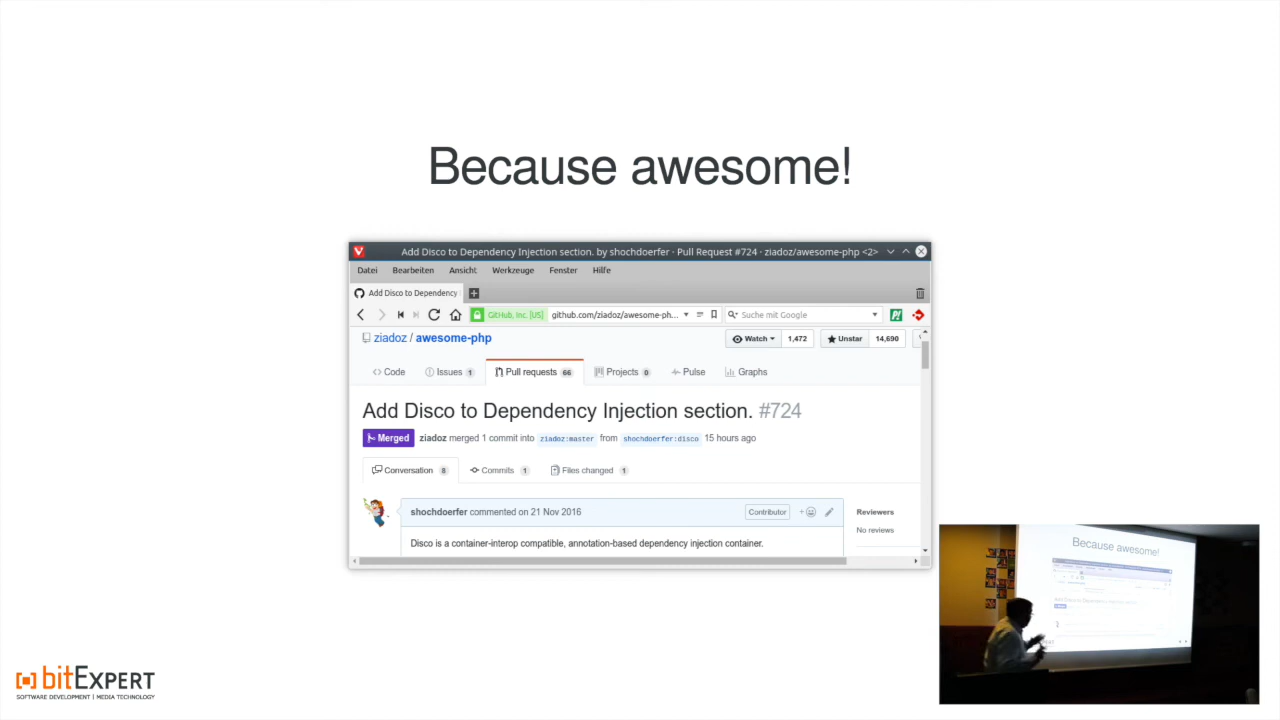 Because awesome!
Add Disco to Dependency Injection section. by shochdoerfer · Pull Request #724 · ziadoz/awesome-php <2>
Datei Bearbeiten Ansicht Werkzeuge Fenster Hilfe
Add Disco to Dependency
GitHub, Inc. [US] github.com/ziadoz/awesome-ph... Suche mit Google
ziadoz / awesome-php Watch 1,472 Unstar 14,690
Code Issues 1 Pull requests 66 Projects 0 Pulse Graphs
Add Disco to Dependency Injection section. #724
Merged ziadoz merged 1 commit into ziadoz:master from shochdoerfer:disco 15 hours ago
Conversation 8 Commits 1 Files changed 1
shochdoerfer commented on 21 Nov 2016 Contributor Reviewers
No reviews
Disco is a container-interop compatible, annotation-based dependency injection container.
Because awesome!
bitExpert
SOFTWARE DEVELOPMENT | MEDIA TECHNOLOGY